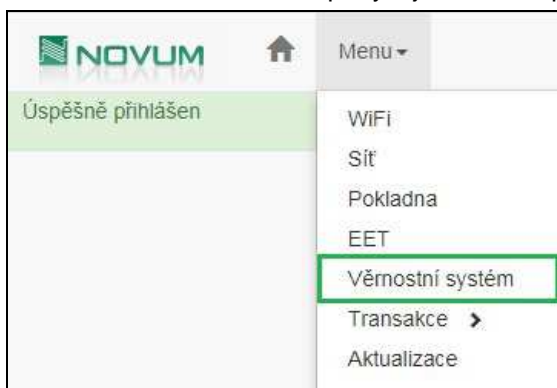 NOVUM
Menu
Úspěšně přihlášen
WiFi
Síť
Pokladna
EET
Věrnostní systém
Transakce
Aktualizace